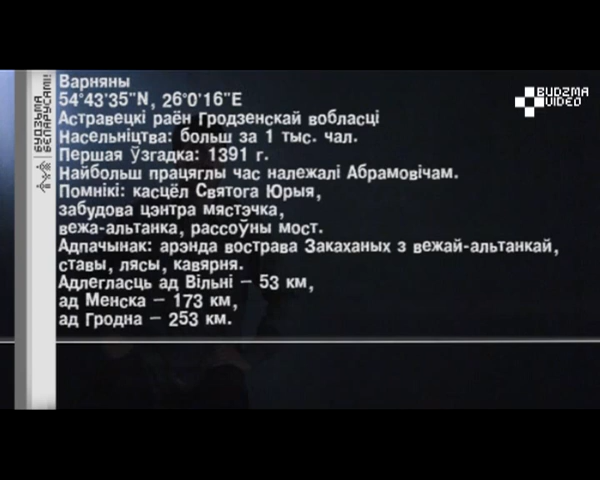 Варняны
54°43'35"N, 26°0'16"E
Астравецкі раён Гродзенскай вобласці
Насельніцтва: больш за 1 тыс. чал.
Першая ўзгадка: 1391 г.
Найбольш працяглы час належалі Абрамовічам.
Помнікі: касцёл Святога Юрыя,
забудова цэнтра мястэчка,
вежа-альтанка, рассоўны мост.
Адпачынак: арэнда вострава Закаханых з вежай-альтанкай,
ставы, лясы, кавярня.
Адлегласць ад Вільні – 53 км,
ад Менска – 173 км,
ад Гродна – 253 км.
БУДЗЬМА
БЕЛАРУСАМІ!
BUDZMA
VIDEO